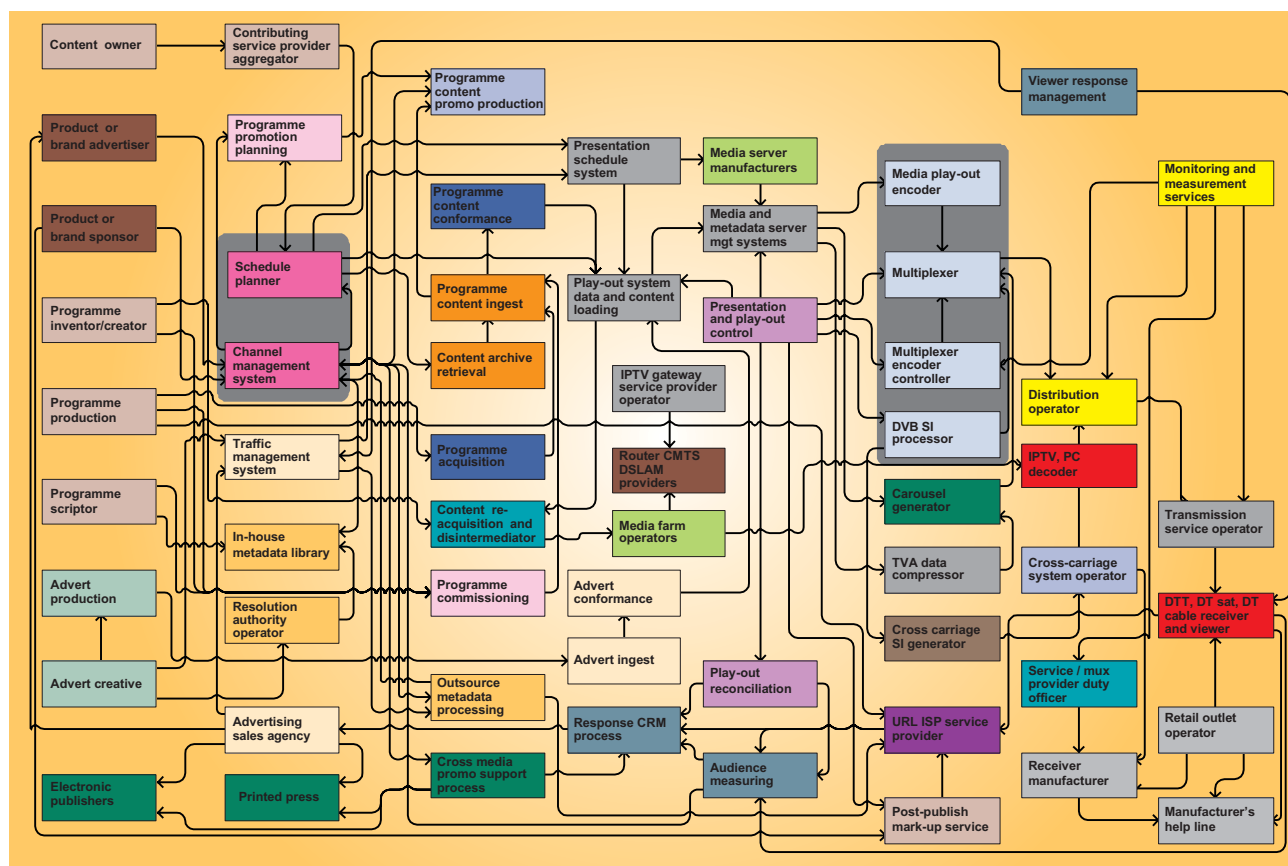 Content owner
Contributing
service provider
aggregator
Programme
content
promo production
Viewer response
management
Product or
brand advertiser
Programme
promotion
planning
Presentation
schedule
system
Media server
manufacturers
Media play-out
encoder
Monitoring and
measurement
services
Product or
brand sponsor
Programme
content
conformance
Media and
metadata server
mgt systems
Schedule
planner
Multiplexer
Programme
inventor/creator
Programme
content ingest
Play-out system
data and content
loading
Presentation
and play-out
control
Channel
management
system
Content archive
retrieval
IPTV gateway
service provider
operator
Multiplexer
encoder
controller
Programme
production
Distribution
operator
Traffic
management
system
Programme
acquisition
Router CMTS
DSLAM
providers
DVB SI
processor
IPTV, PC
decoder
Programme
scriptor
In-house
metadata library
Content re-
acquisition and
disintermediator
Media farm
operators
Carousel
generator
Transmission
service operator
Advert
production
Resolution
authority
operator
Programme
commissioning
Advert
conformance
TVA data
compressor
Cross-carriage
system operator
DTT, DT sat, DT
cable receiver
and viewer
Advert creative
Advert ingest
Cross carriage
SI generator
Outsource
metadata
processing
Play-out
reconciliation
Service / mux
provider duty
officer
Advertising
sales agency
Response CRM
process
URL ISP service
provider
Retail outlet
operator
Electronic
publishers
Printed press
Cross media
promo support
process
Audience
measuring
Receiver
manufacturer
Post-publish
mark-up service
Manufacturer's
help line